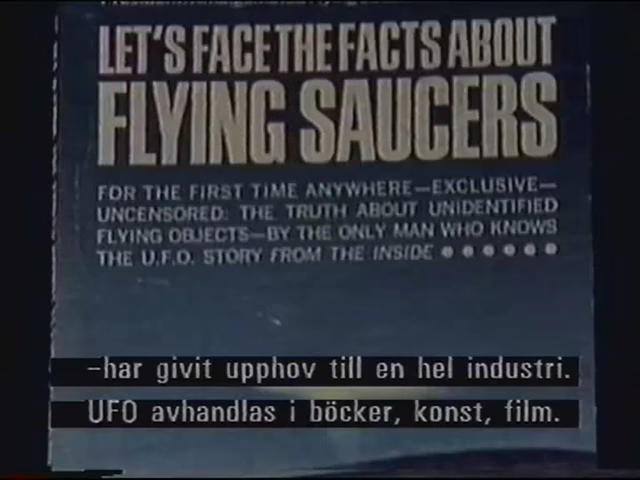 LET'S FACE THE FACTS ABOUT
FLYING SAUCERS
FOR THE FIRST TIME ANYWHERE—EXCLUSIVE—
UNCENSORED: THE TRUTH ABOUT UNIDENTIFIED
FLYING OBJECTS—BY THE ONLY MAN WHO KNOWS
THE U.F.O. STORY FROM THE INSIDE ● ● ● ● ● ●
–har givit upphov till en hel industri.
UFO avhandlas i böcker, konst, film.